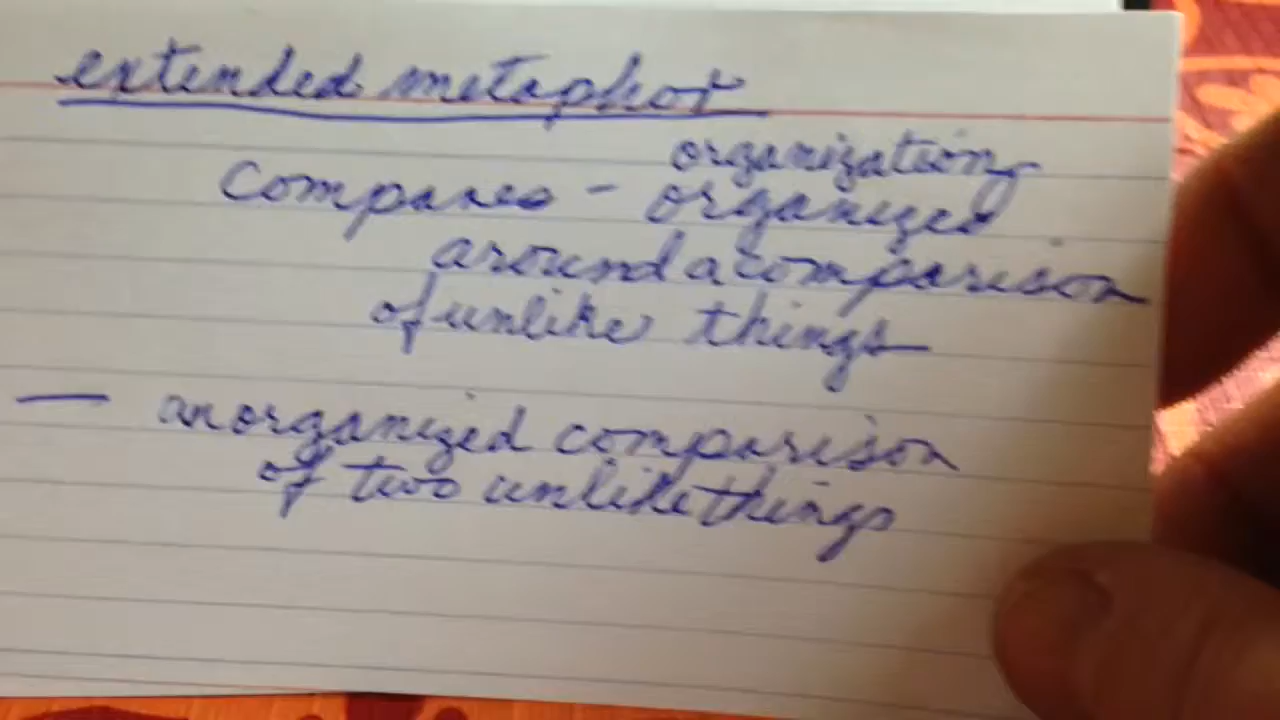 extended metaphor
organization
Compares - organized
around a comparison
of unlike things
— an organized comparison
of two unlike things